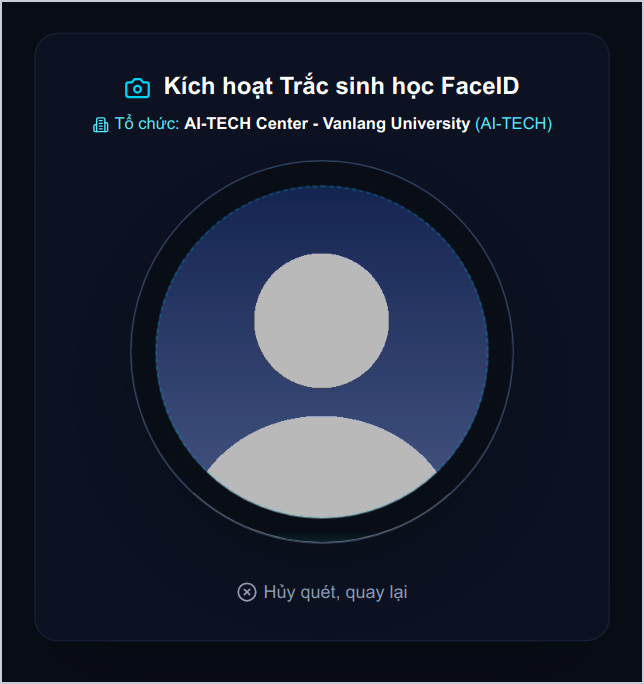 Kích hoạt Trắc sinh học FaceID
Tổ chức: AI-TECH Center - Vanlang University (AI-TECH)
Hủy quét, quay lại